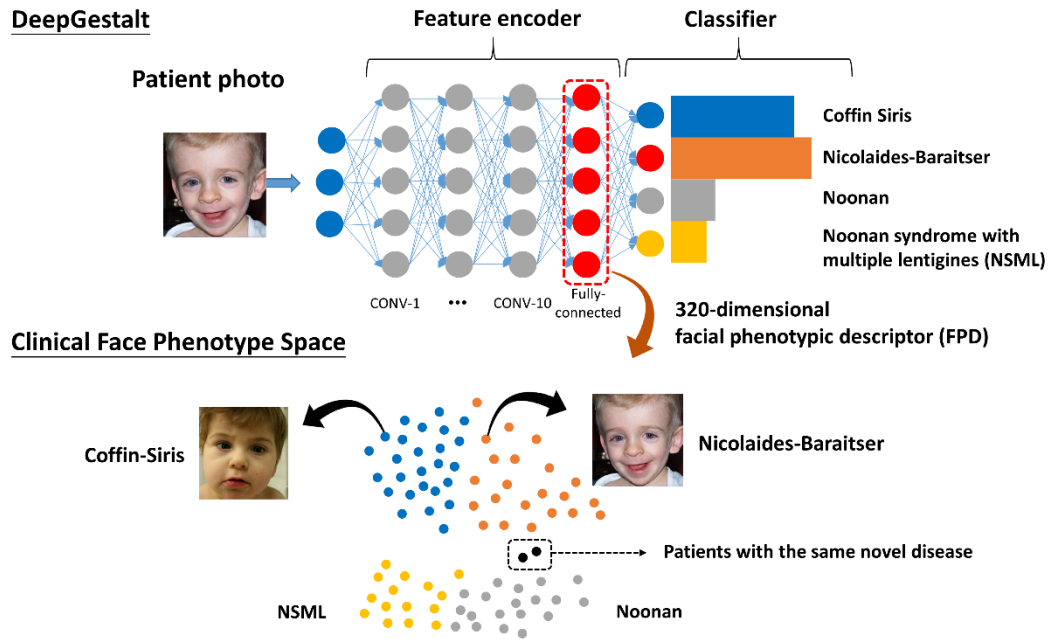 DeepGestalt
Feature encoder
Classifier
Patient photo
Coffin Siris
Nicolaides-Baraitser
Noonan
Noonan syndrome with
multiple lentigines (NSML)
CONV-1
•••
CONV-10
Fully-
connected
320-dimensional
facial phenotypic descriptor (FPD)
Clinical Face Phenotype Space
Coffin-Siris
Nicolaides-Baraitser
Patients with the same novel disease
NSML
Noonan